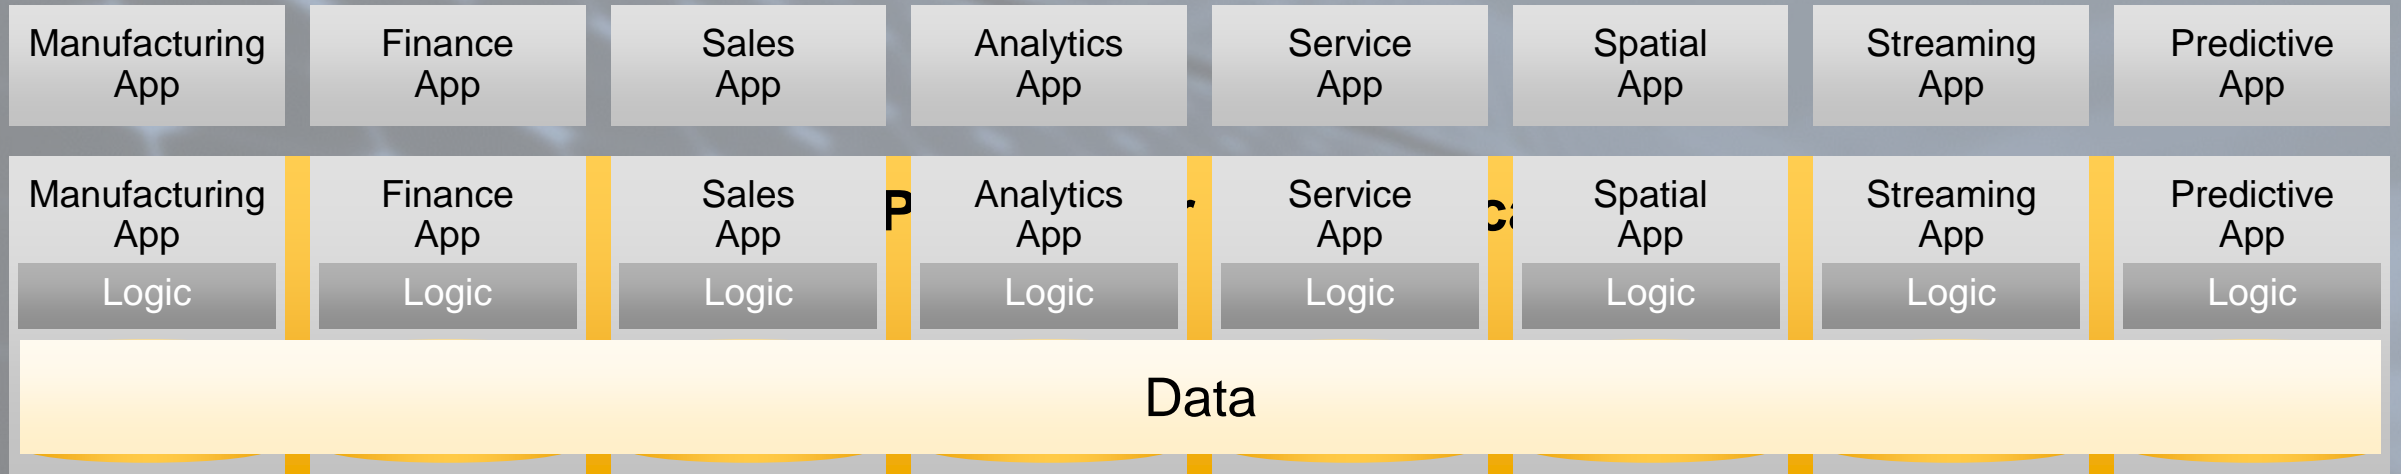 Manufacturing
App
Finance
App
Sales
App
Analytics
App
Service
App
Spatial
App
Streaming
App
Predictive
App
Manufacturing
App
Logic
Finance
App
Logic
Sales
App
Logic
Analytics
App
Logic
Service
App
Logic
Spatial
App
Logic
Streaming
App
Logic
Predictive
App
Logic
Data